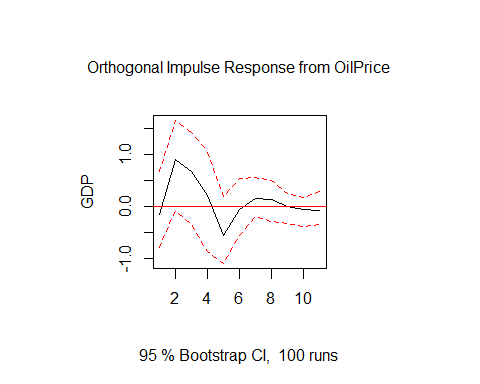 Orthogonal Impulse Response from OilPrice
GDP
1.0
0.0
-1.0
2 4 6 8 10
95 % Bootstrap CI, 100 runs